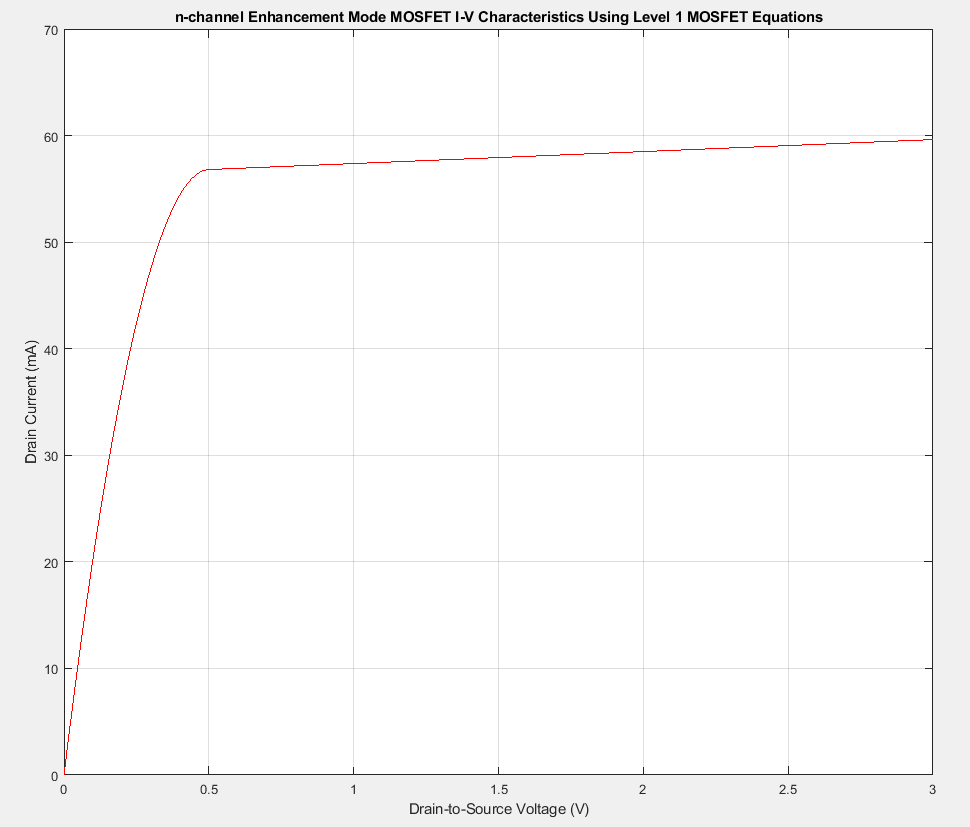 n-channel Enhancement Mode MOSFET I-V Characteristics Using Level 1 MOSFET Equations
70
60
50
40
30
20
10
0
Drain Current (mA)
0 0.5 1 1.5 2 2.5 3
Drain-to-Source Voltage (V)